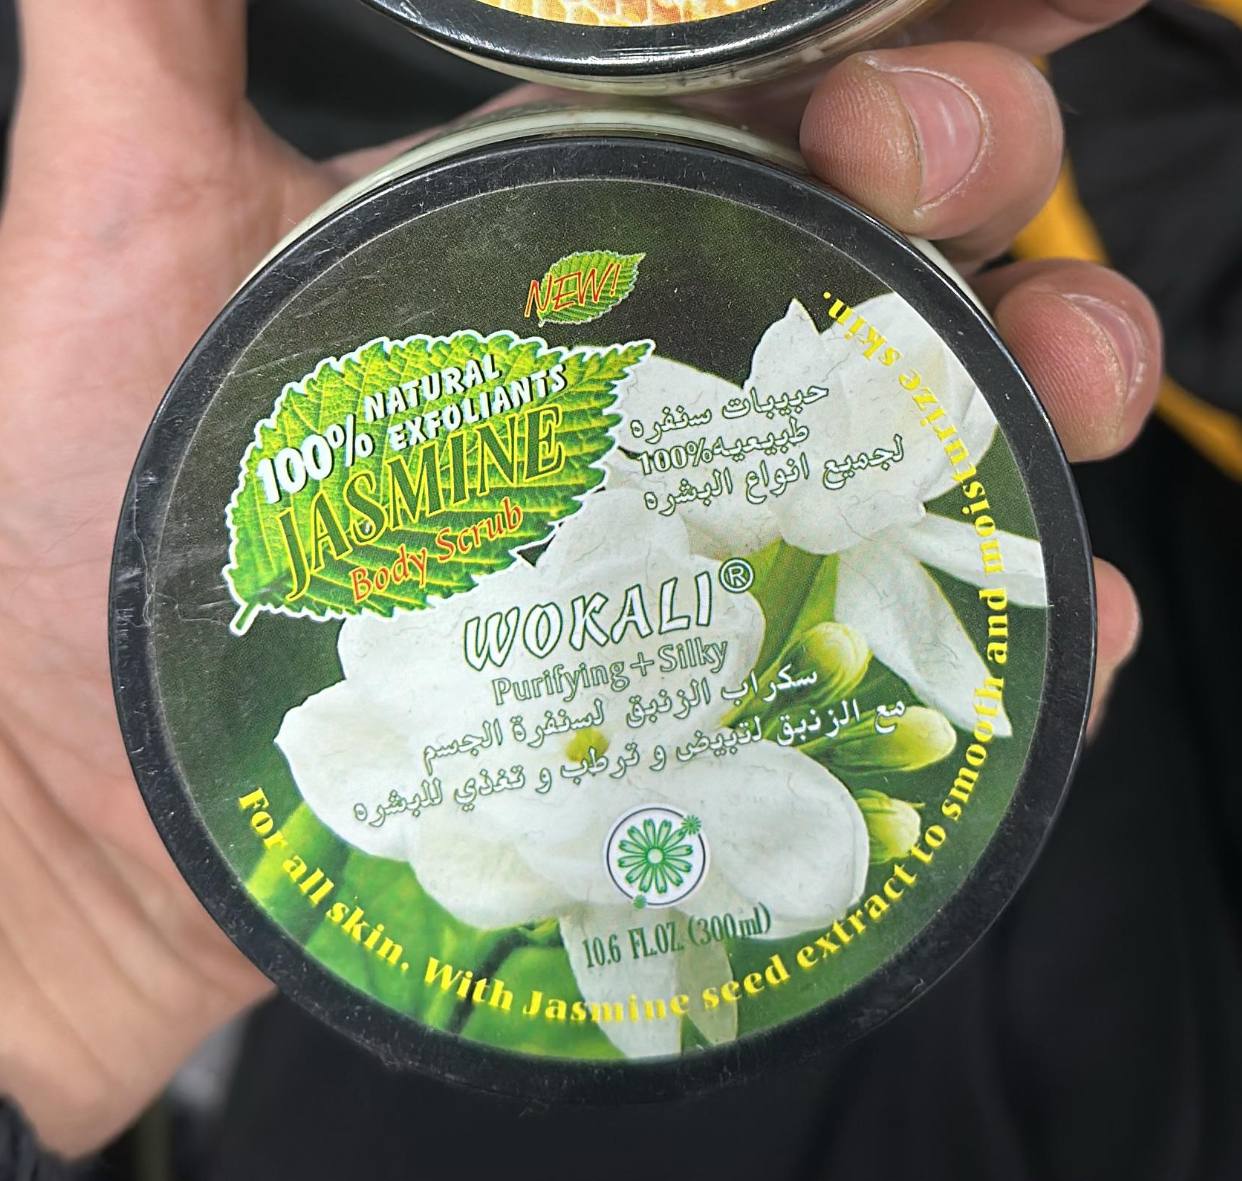 NEW!
100% NATURAL
EXFOLIANTS
JASMINE
Body Scrub
حبيبات سنفره
طبيعيه100%
لجميع انواع البشره
WOKALI®
Purifying+Silky
سكراب الزنبق لسنفرة الجسم
مع الزنبق لتبيض و ترطب و تغذي للبشره
10.6 FL.OZ. (300ml)
For all skin. With Jasmine seed extract to smooth and moisturize skin.